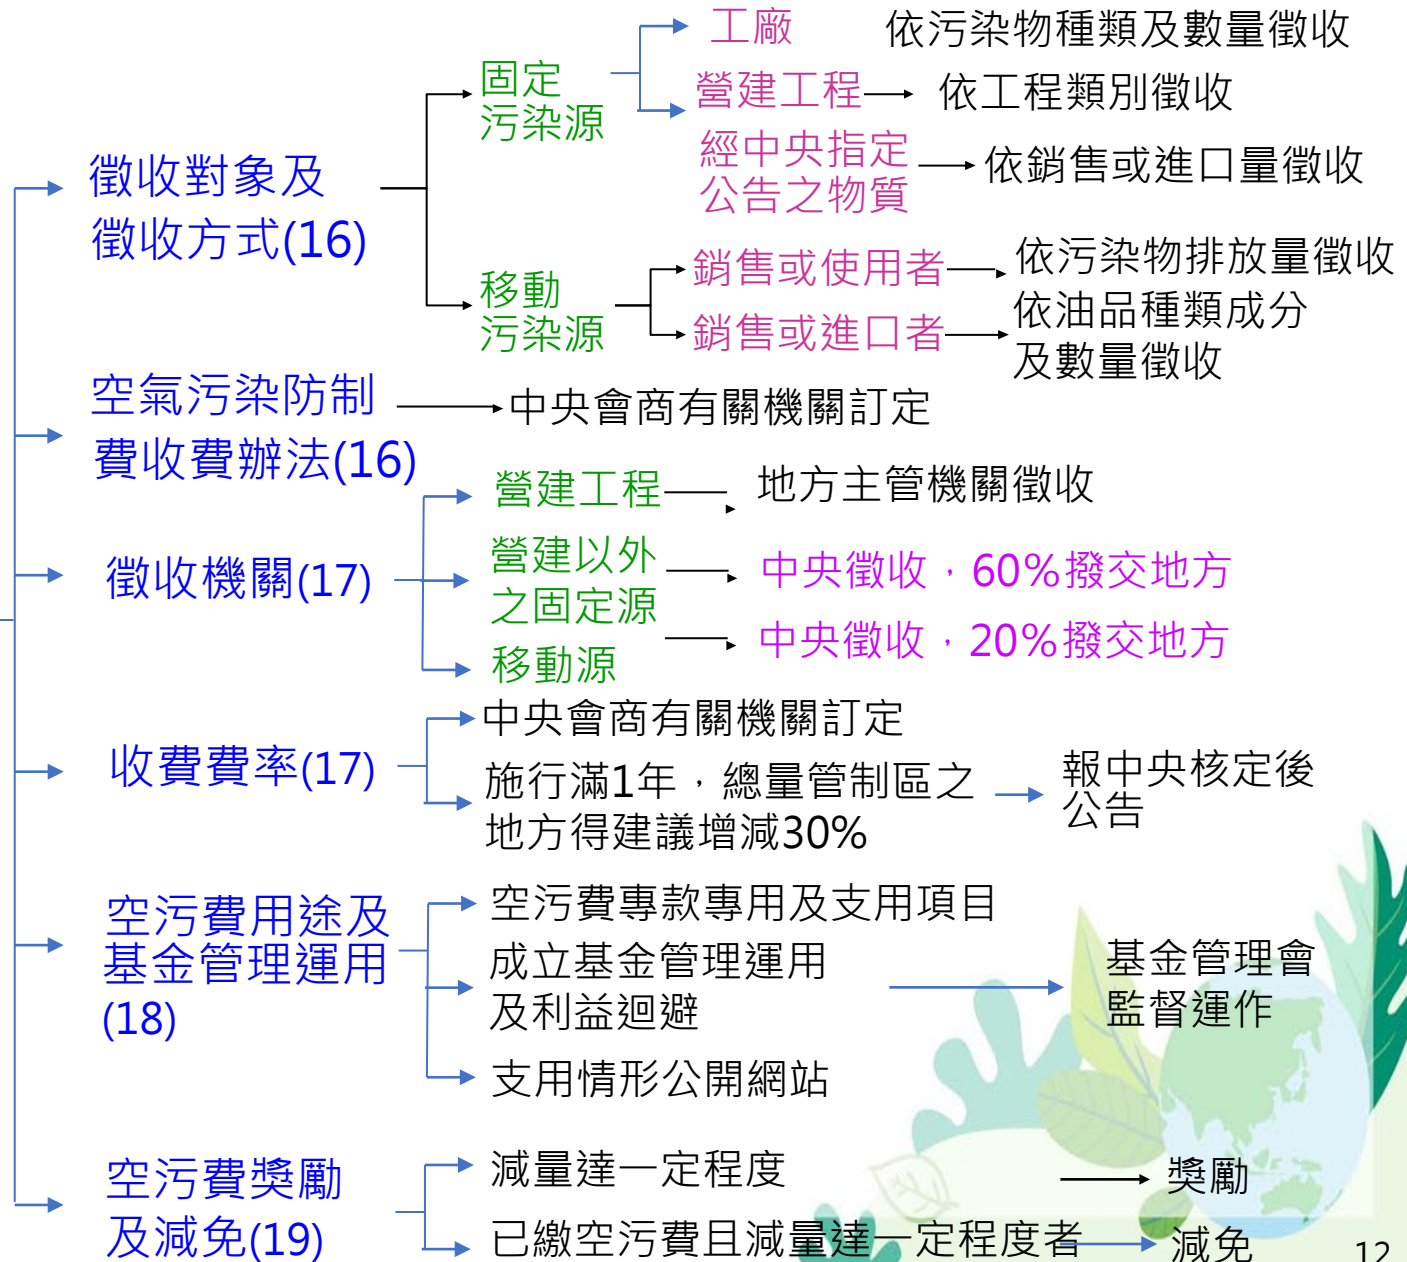 工廠
依污染物種類及數量徵收
固定
污染源
營建工程
依工程類別徵收
經中央指定
公告之物質
依銷售或進口量徵收
徵收對象及
徵收方式(16)
移動
污染源
銷售或使用者
依污染物排放量徵收
銷售或進口者
依油品種類成分
及數量徵收
空氣污染防制
費收費辦法(16)
中央會商有關機關訂定
徵收機關(17)
營建工程
地方主管機關徵收
營建以外
之固定源
中央徵收，60%撥交地方
移動源
中央徵收，20%撥交地方
收費費率(17)
中央會商有關機關訂定
施行滿1年，總量管制區之
地方得建議增減30%
報中央核定後
公告
空污費用途及
基金管理運用
(18)
空污費專款專用及支用項目
成立基金管理運用
及利益迴避
基金管理會
監督運作
支用情形公開網站
空污費獎勵
及減免(19)
減量達一定程度
獎勵
已繳空污費且減量達一定程度者
減免
12